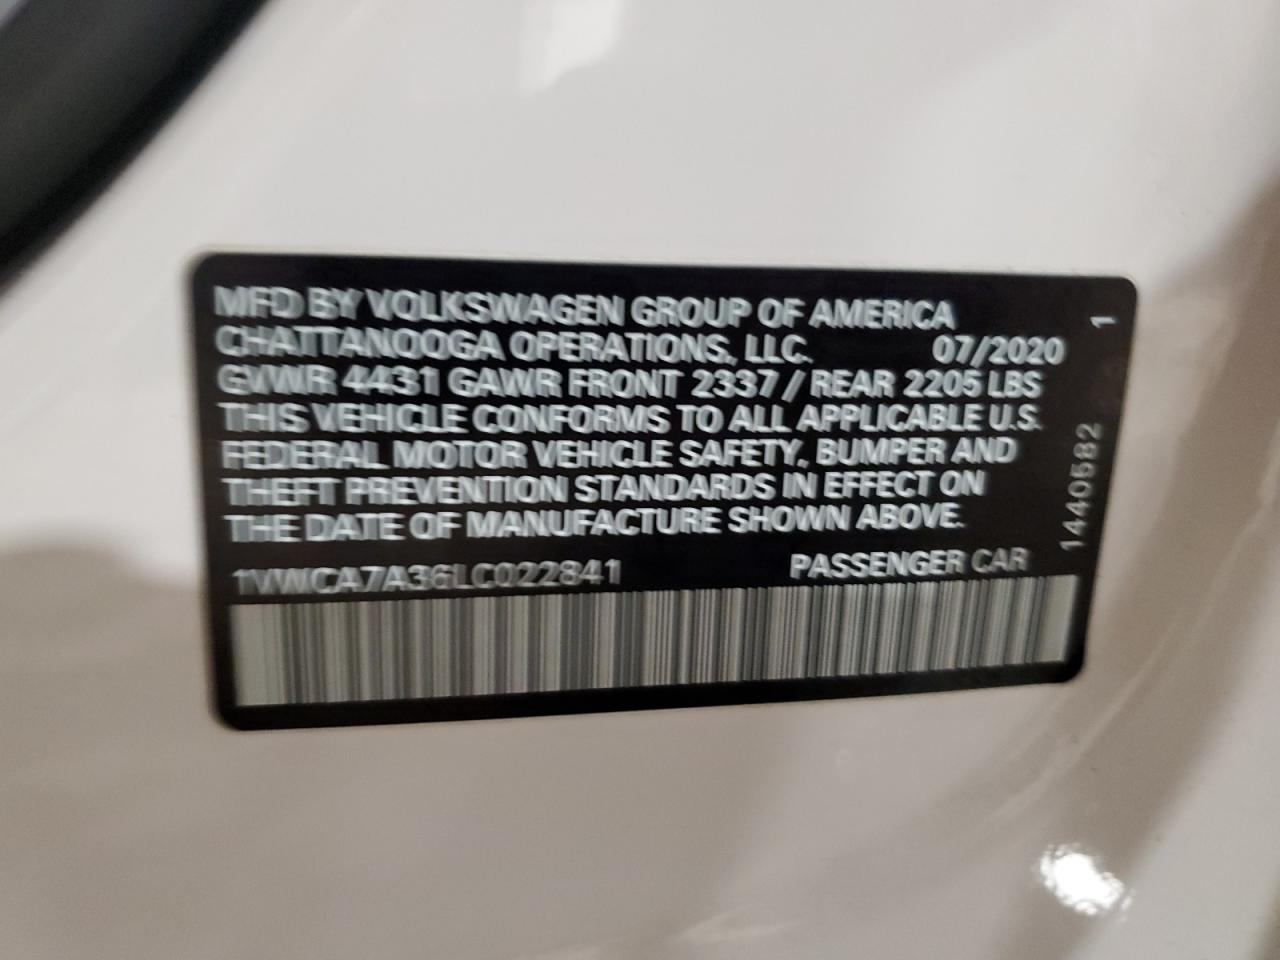 MFD BY VOLKSWAGEN GROUP OF AMERICA
CHATTANOOGA OPERATIONS, LLC. 07/2020
GVWR 4431 GAWR FRONT 2337 / REAR 2205 LBS
THIS VEHICLE CONFORMS TO ALL APPLICABLE U.S.
FEDERAL MOTOR VEHICLE SAFETY, BUMPER AND
THEFT PREVENTION STANDARDS IN EFFECT ON
THE DATE OF MANUFACTURE SHOWN ABOVE.
1VWCA7A36LC022841 PASSENGER CAR
1440582 1